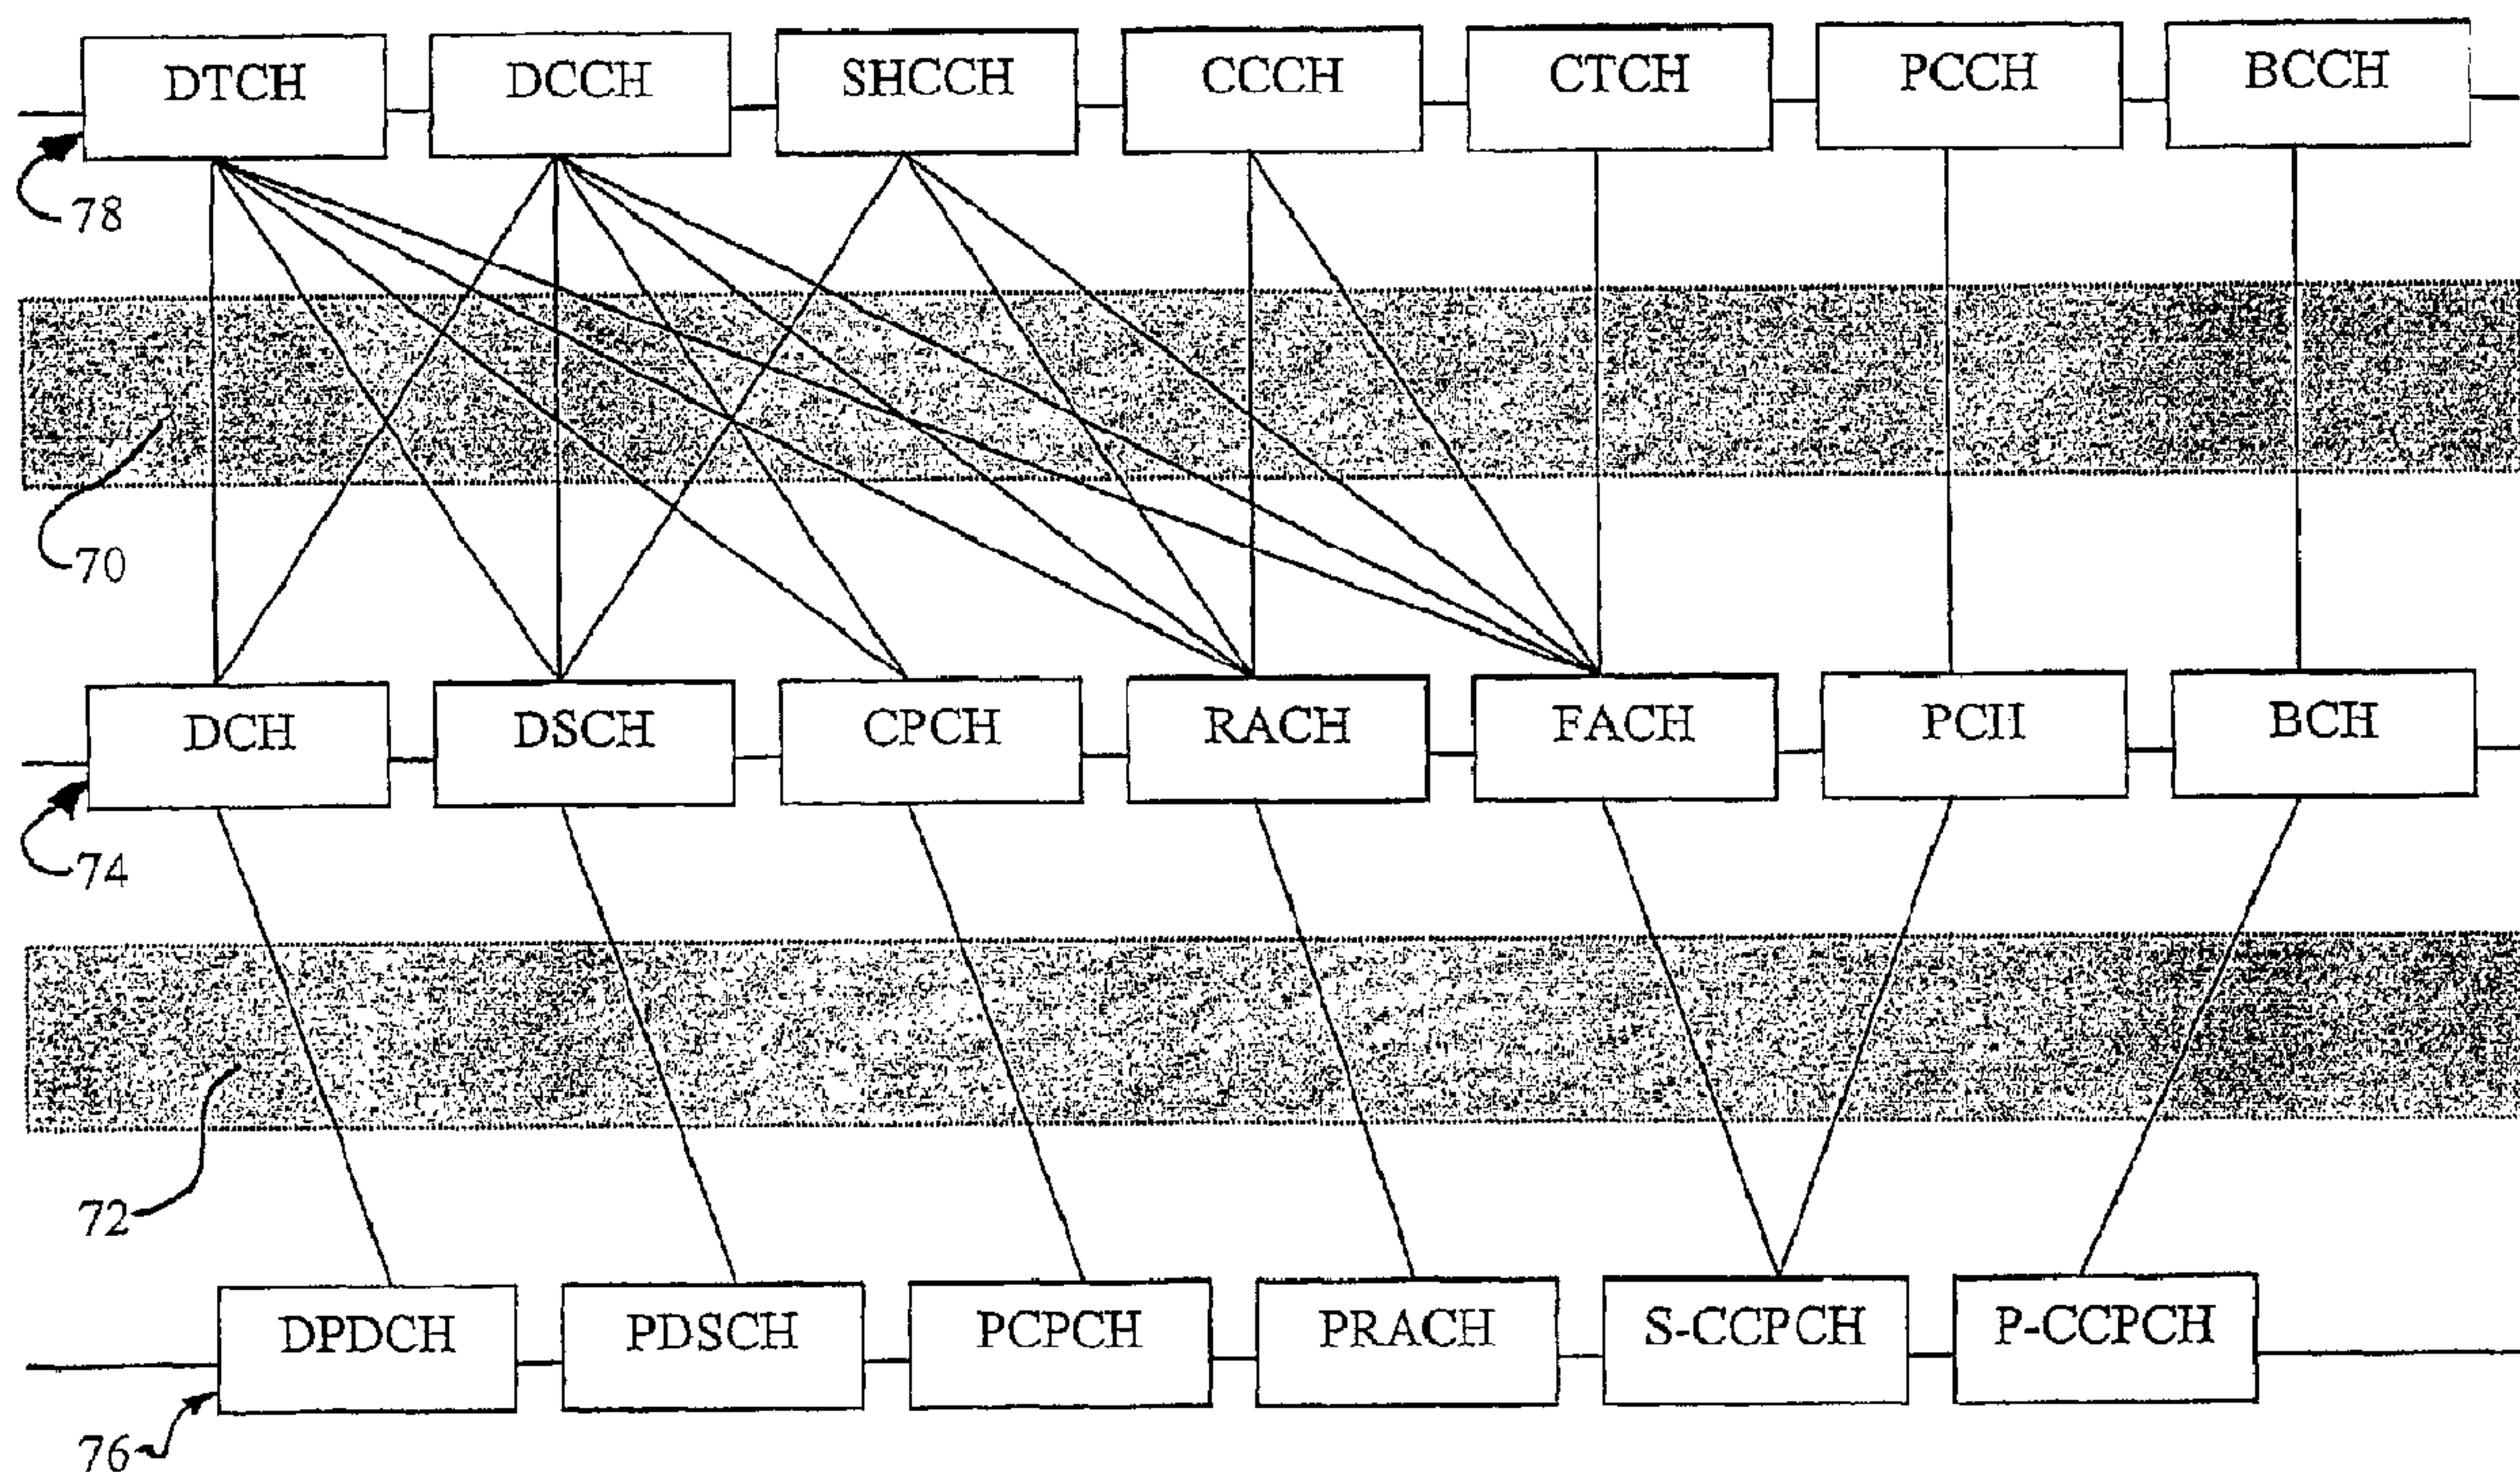 DTCH DCCH SHCCH CCCH CTCH PCCH BCCH
78
70
DCH DSCH CPCH RACH FACH PCH BCH
74
72
DPDCH PDSCH PCPCH PRACH S-CCPCH P-CCPCH
76